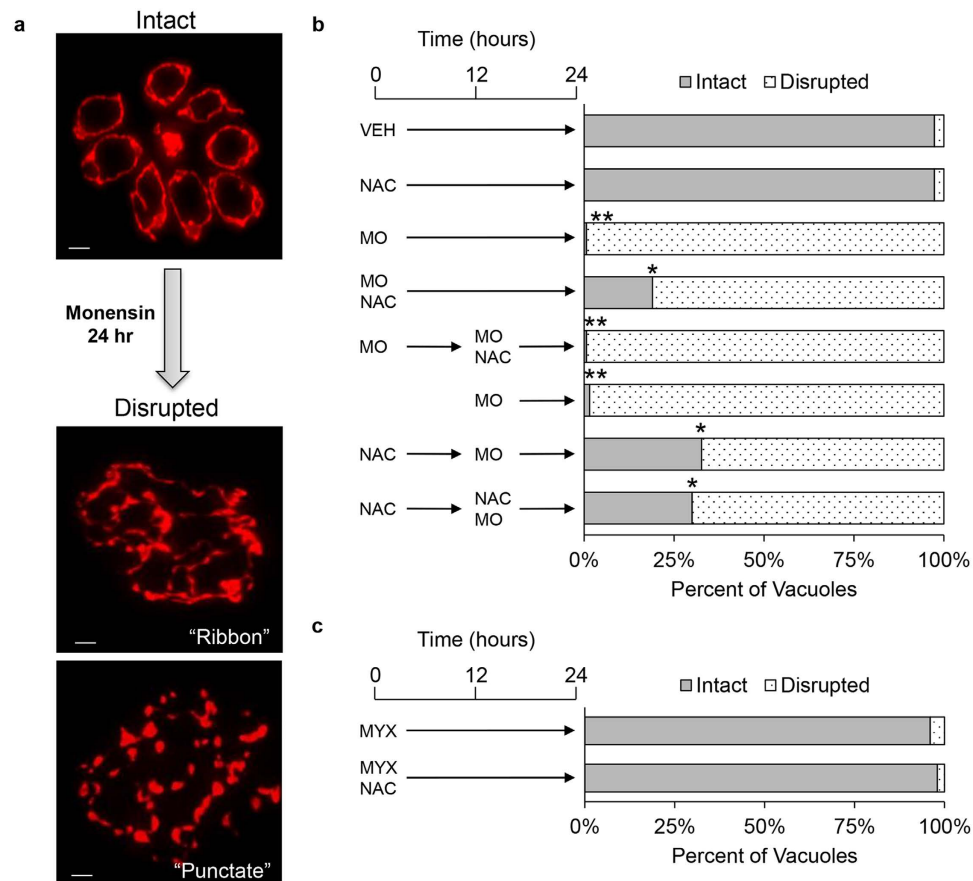 a
Intact
Monensin
24 hr
Disrupted
“Ribbon”
“Punctate”
b
Time (hours)
0 12 24
Intact Disrupted
VEH
NAC
**
MO
*
MO
NAC
**
MO MO
NAC
**
MO
*
NAC MO
*
NAC NAC
MO
0% 25% 50% 75% 100%
Percent of Vacuoles
c
Time (hours)
0 12 24
Intact Disrupted
MYX
MYX
NAC
0% 25% 50% 75% 100%
Percent of Vacuoles